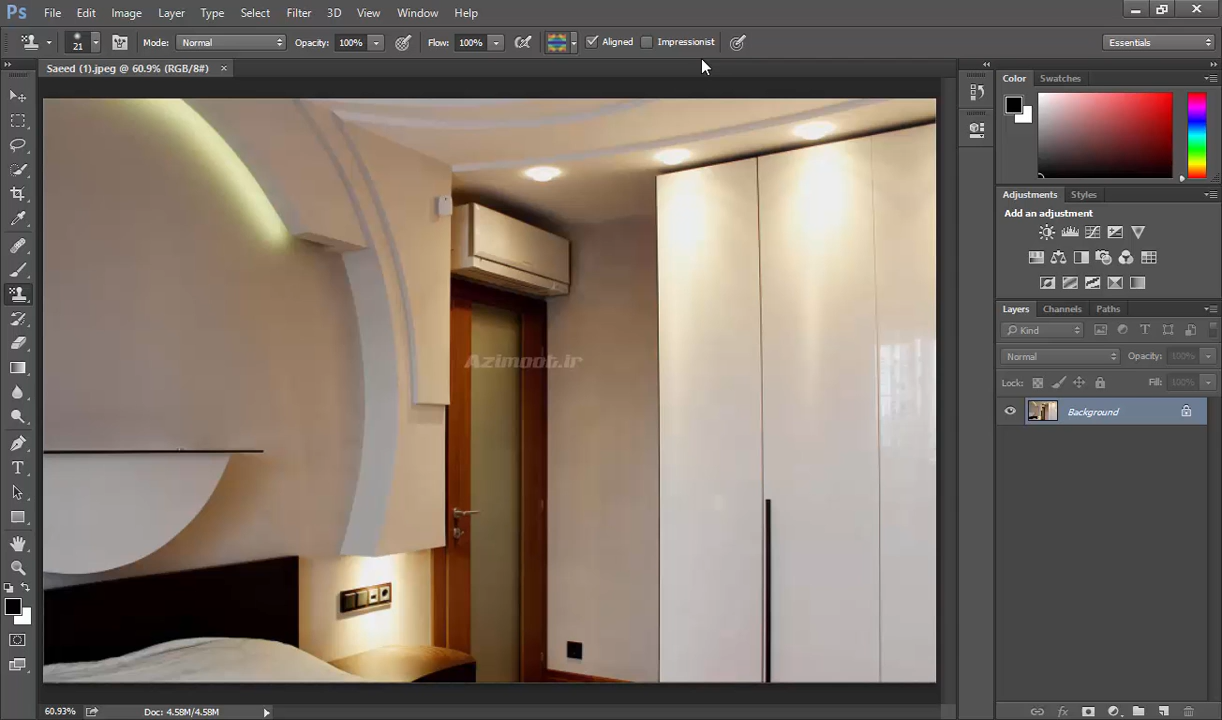 Ps File Edit Image Layer Type Select Filter 3D View Window Help
21 Mode: Normal Opacity: 100% Flow: 100% Aligned Impressionist Essentials
Saeed (1).jpeg @ 60.9% (RGB/8#) ×
Color Swatches
Adjustments Styles
Add an adjustment
Layers Channels Paths
Kind
Normal Opacity: 100%
Lock: Fill: 100%
Background
Azimoot.ir
60.93% Doc: 4.58M/4.58M